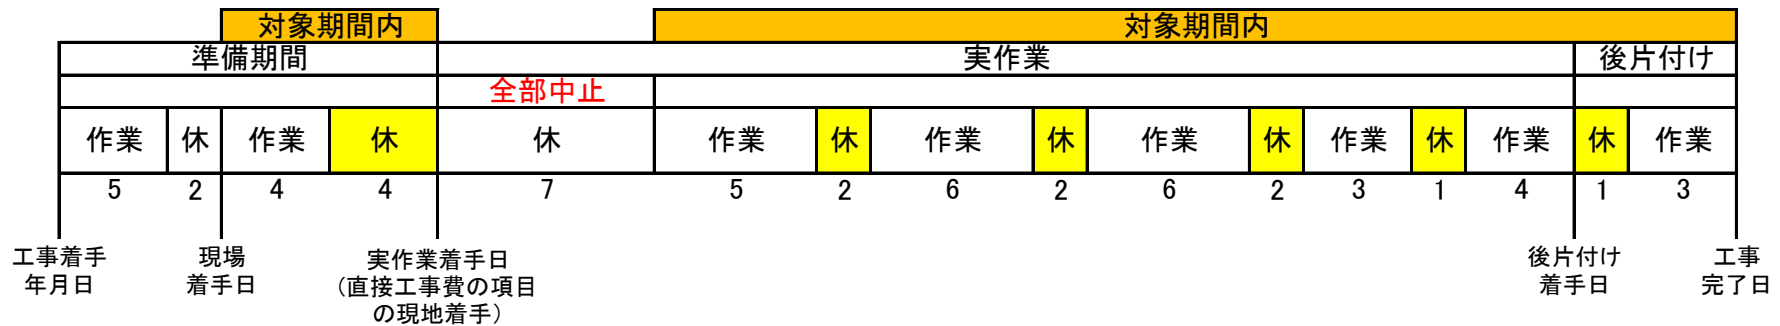 対象期間内 対象期間内
準備期間 実作業 後片付け
全部中止
作業 休 作業 休 休 作業 休 作業 休 作業 休 作業 休 作業 休 作業
5 2 4 4 7 5 2 6 2 6 2 3 1 4 1 3
工事着手
年月日
現場
着手日
実作業着手日
(直接工事費の項目
の現地着手)
後片付け
着手日
工事
完了日